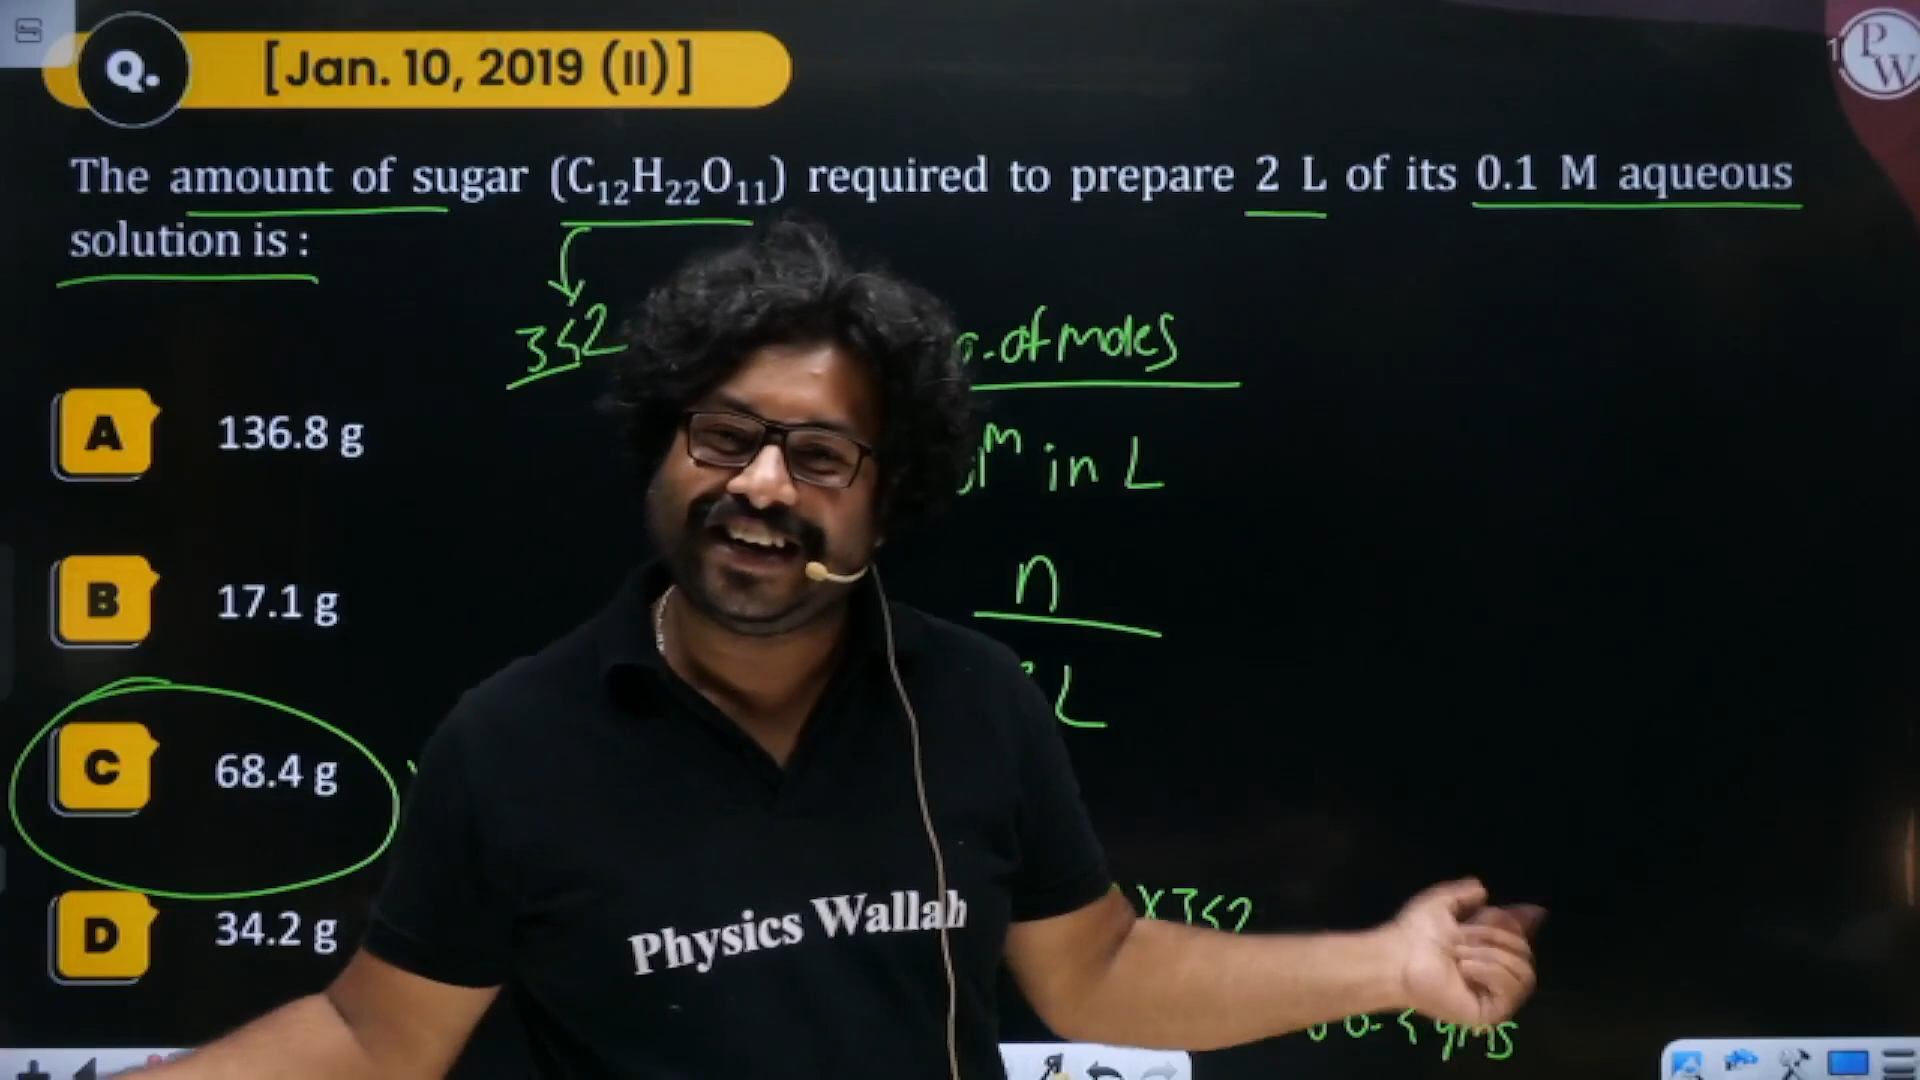 Q. [Jan. 10, 2019 (II)]
PW
The amount of sugar (C₁₂H₂₂O₁₁) required to prepare 2 L of its 0.1 M aqueous
solution is :
342
of moles
A 136.8 g
in L
B 17.1 g
n
L
C 68.4 g
X342
D 34.2 g
Physics Wallah
gms